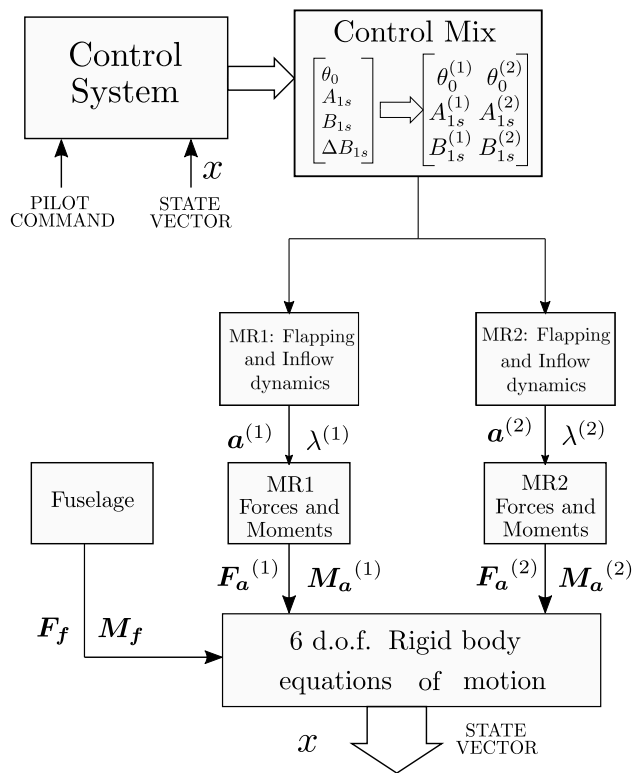 Control
System
Control Mix
θ₀
A₁ₛ
B₁ₛ
ΔB₁ₛ
θ₀⁽¹⁾ θ₀⁽²⁾
A₁ₛ⁽¹⁾ A₁ₛ⁽²⁾
B₁ₛ⁽¹⁾ B₁ₛ⁽²⁾
x
PILOT
COMMAND
STATE
VECTOR
MR1: Flapping
and Inflow
dynamics
MR2: Flapping
and Inflow
dynamics
a⁽¹⁾ λ⁽¹⁾
a⁽²⁾ λ⁽²⁾
Fuselage
MR1
Forces and
Moments
MR2
Forces and
Moments
Fₐ⁽¹⁾ Mₐ⁽¹⁾
Fₐ⁽²⁾ Mₐ⁽²⁾
F_f M_f
6 d.o.f. Rigid body
equations of motion
x
STATE
VECTOR